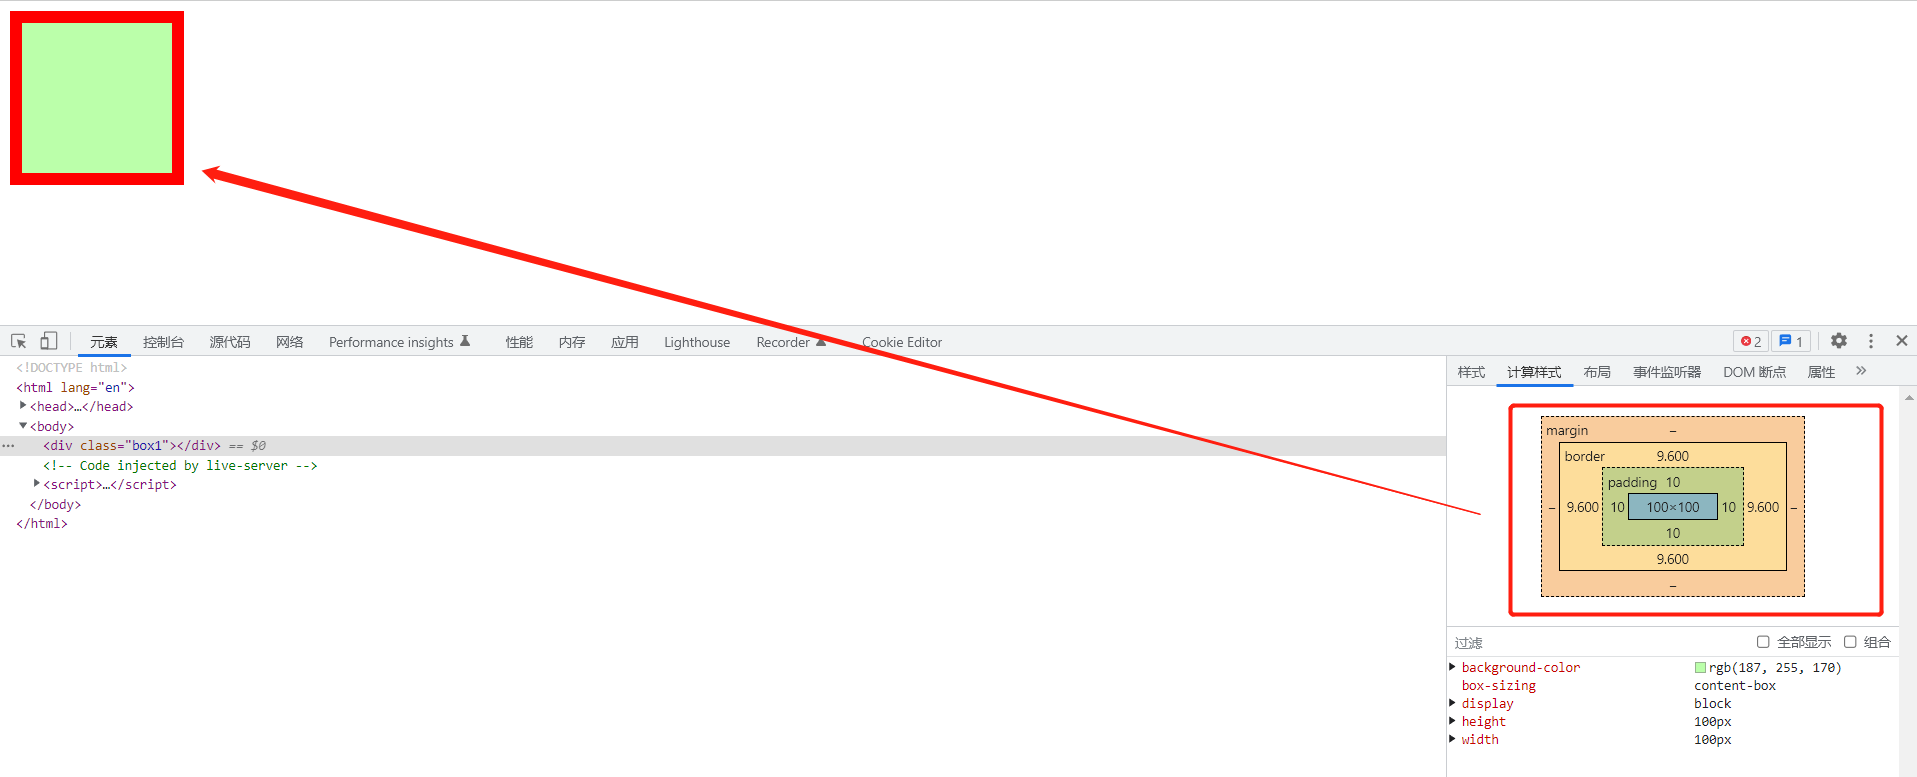 元素 控制台 源代码 网络 Performance insights 性能 内存 应用 Lighthouse Recorder Cookie Editor 2 1
<!DOCTYPE html>
<html lang="en">
<head>…</head>
<body>
<div class="box1"></div> == $0
<!-- Code injected by live-server -->
<script>…</script>
</body>
</html>
样式 计算样式 布局 事件监听器 DOM 断点 属性 »
margin –
border 9.600
padding 10
– 9.600 10 100×100 10 9.600 –
10
9.600
–
过滤 全部显示 组合
background-color rgb(187, 255, 170)
box-sizing content-box
display block
height 100px
width 100px